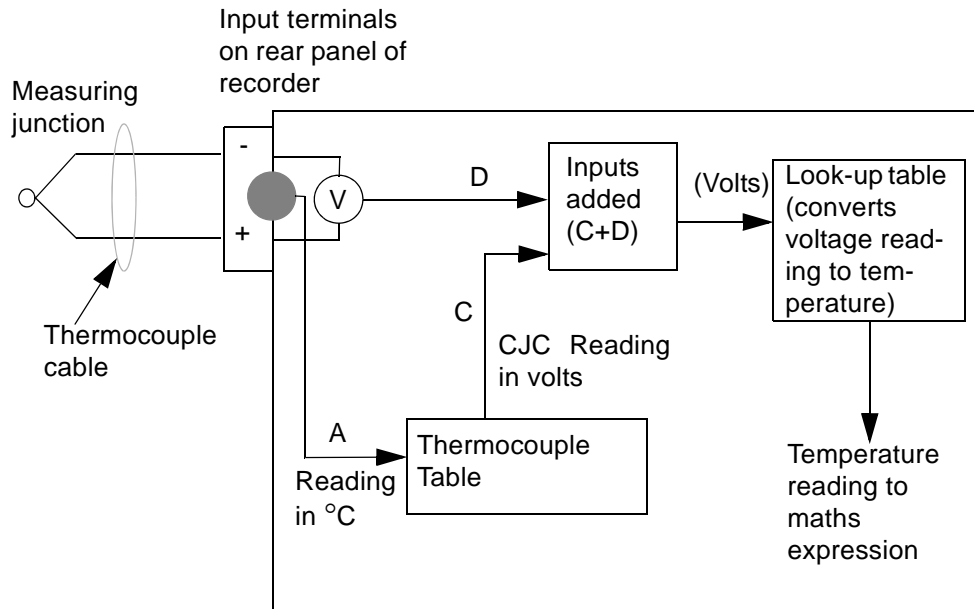 Input terminals
on rear panel of
recorder
Measuring
junction
-
+
V
D
Inputs
added
(C+D)
(Volts)
Look-up table
(converts
voltage read-
ing to tem-
perature)
Thermocouple
cable
C
CJC Reading
in volts
A
Reading
in °C
Thermocouple
Table
Temperature
reading to
maths
expression